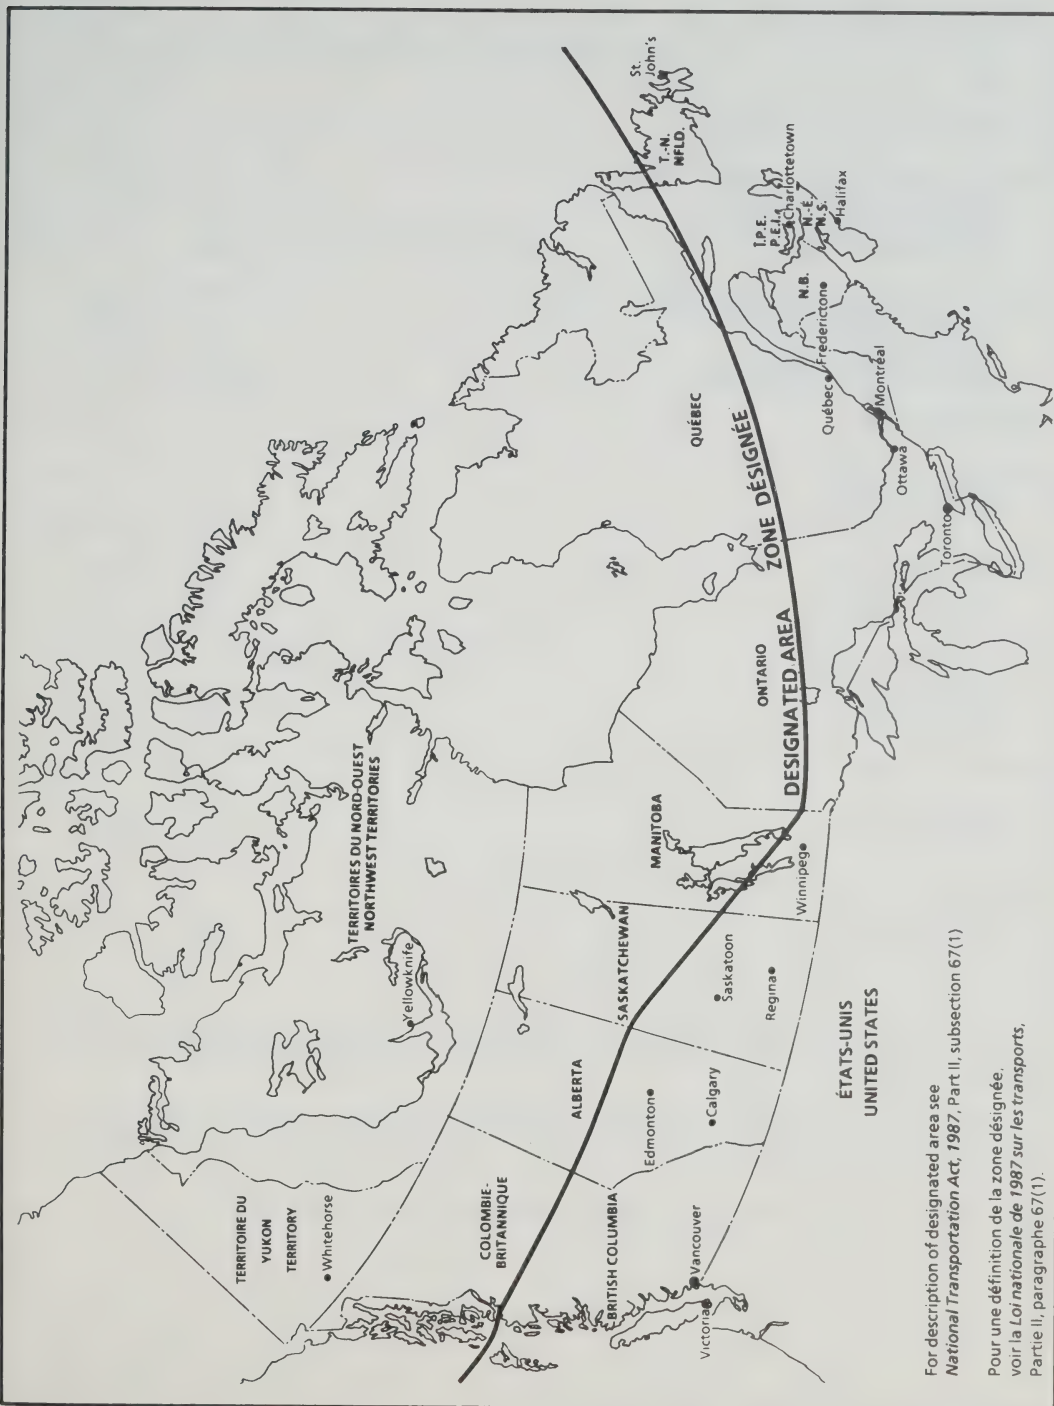 TERRITOIRE DU
YUKON
TERRITORY
Whitehorse
TERRITOIRES DU NORD-OUEST
NORTHWEST TERRITORIES
Yellowknife
COLOMBIE-
BRITANNIQUE
BRITISH COLUMBIA
Vancouver
Victoria
ALBERTA
Edmonton
Calgary
SASKATCHEWAN
Saskatoon
Regina
MANITOBA
Winnipeg
ONTARIO
DESIGNATED AREA
ZONE DÉSIGNÉE
Toronto
Ottawa
QUÉBEC
Québec
Montréal
N.B.
Fredericton
Î.P.E.
P.E.I.
Charlottetown
N.-É.
N.S.
Halifax
T.-N.
NFLD.
St.
John's
ÉTATS-UNIS
UNITED STATES
For description of designated area see
National Transportation Act, 1987, Part II, subsection 67(1)
Pour une définition de la zone désignée.
voir la Loi nationale de 1987 sur les transports,
Partie II, paragraphe 67(1).